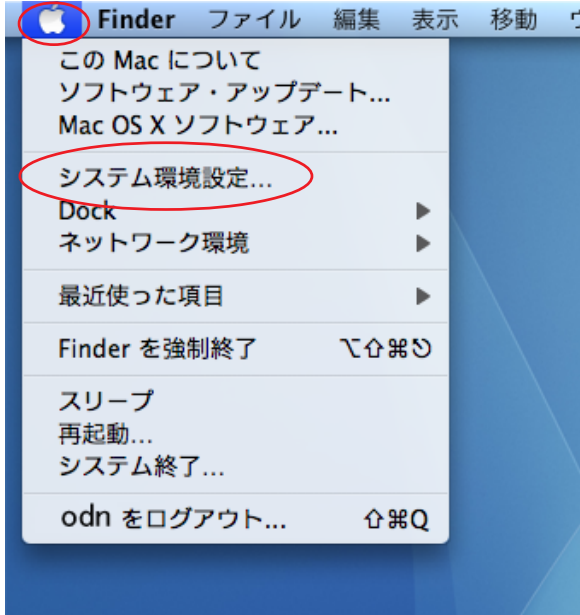 Finder ファイル 編集 表示 移動
この Mac について
ソフトウェア・アップデート...
Mac OS X ソフトウェア...
システム環境設定...
Dock ▶
ネットワーク環境 ▶
最近使った項目 ▶
Finder を強制終了 ⌥⇧⌘⎋
スリープ
再起動...
システム終了...
odn をログアウト... ⇧⌘Q